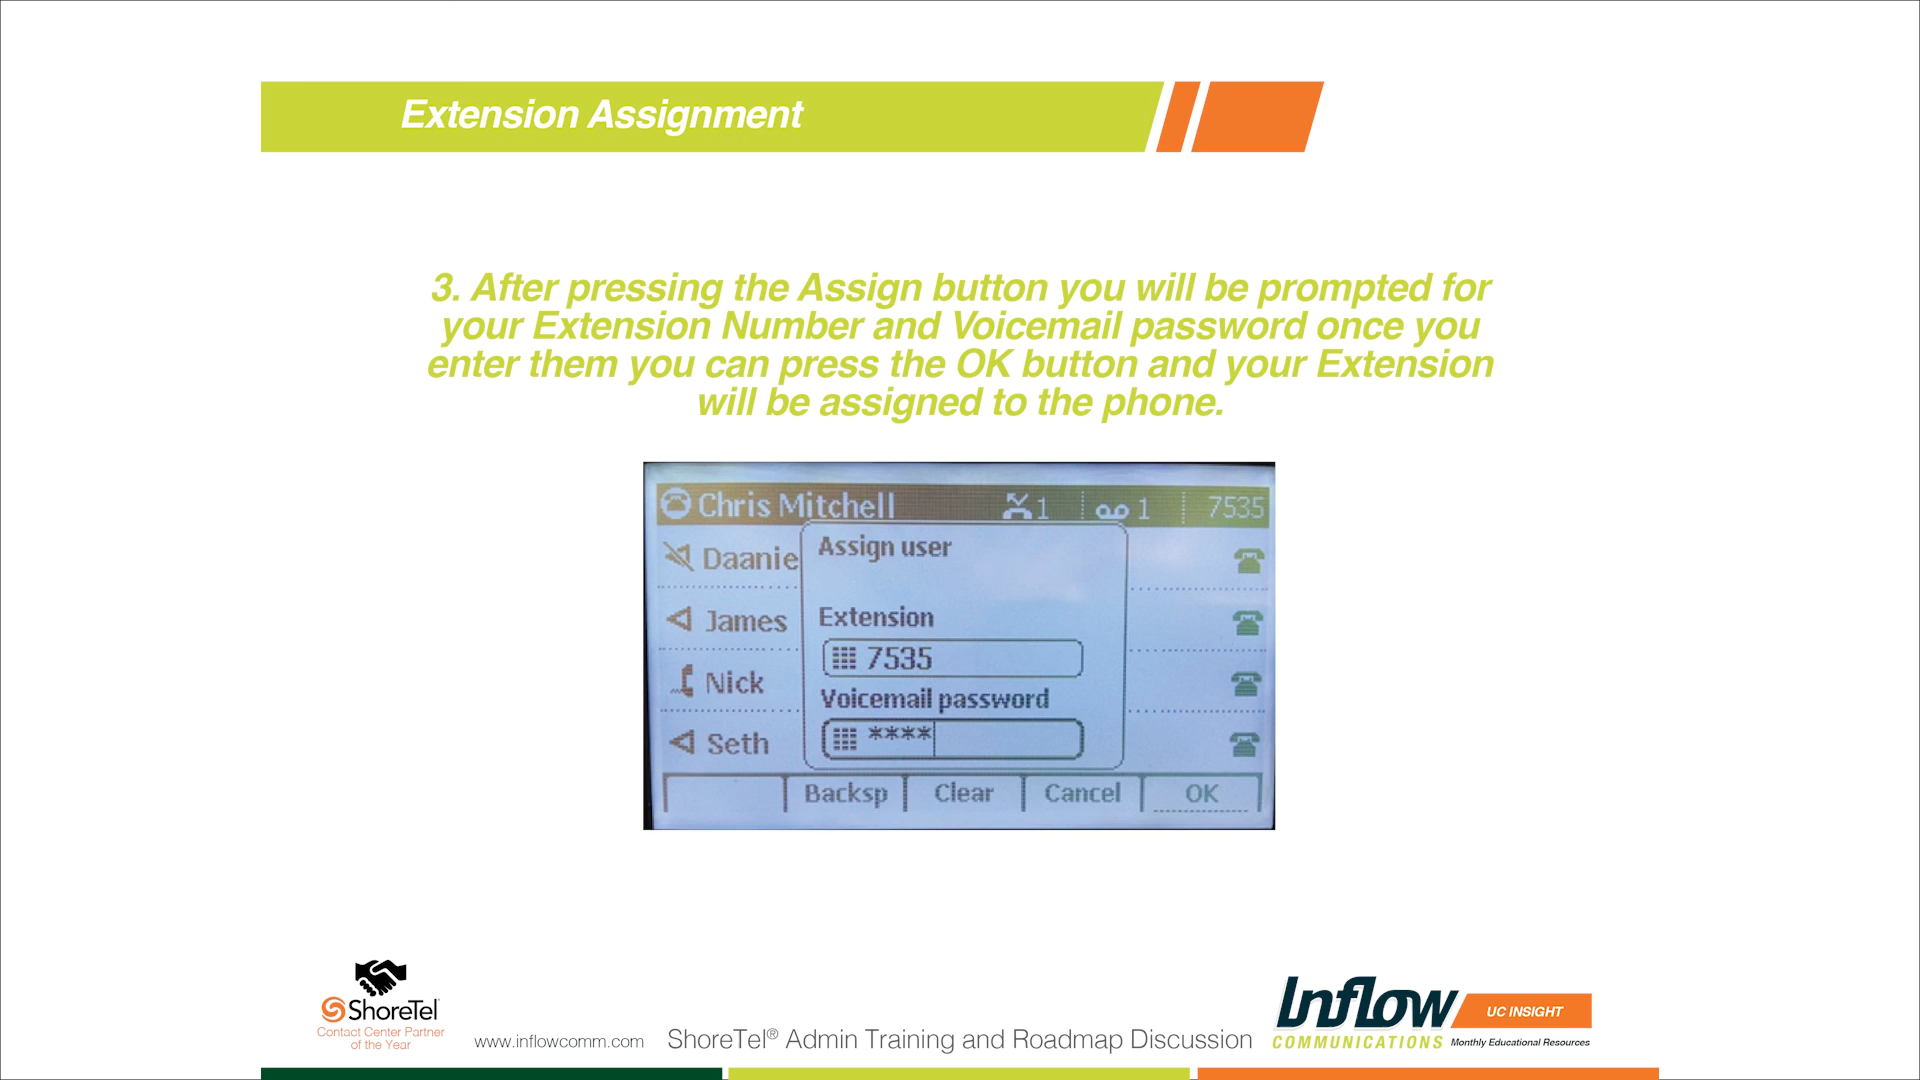 Extension Assignment
3. After pressing the Assign button you will be prompted for
your Extension Number and Voicemail password once you
enter them you can press the OK button and your Extension
will be assigned to the phone.
Chris Mitchell 1 1 7535
Daanie
Assign user
James
Extension
7535
Nick
Voicemail password
****
Seth
Backsp Clear Cancel OK
ShoreTel
Contact Center Partner
of the Year
www.inflowcomm.com
ShoreTel® Admin Training and Roadmap Discussion
Inflow
COMMUNICATIONS
UC INSIGHT
Monthly Educational Resources